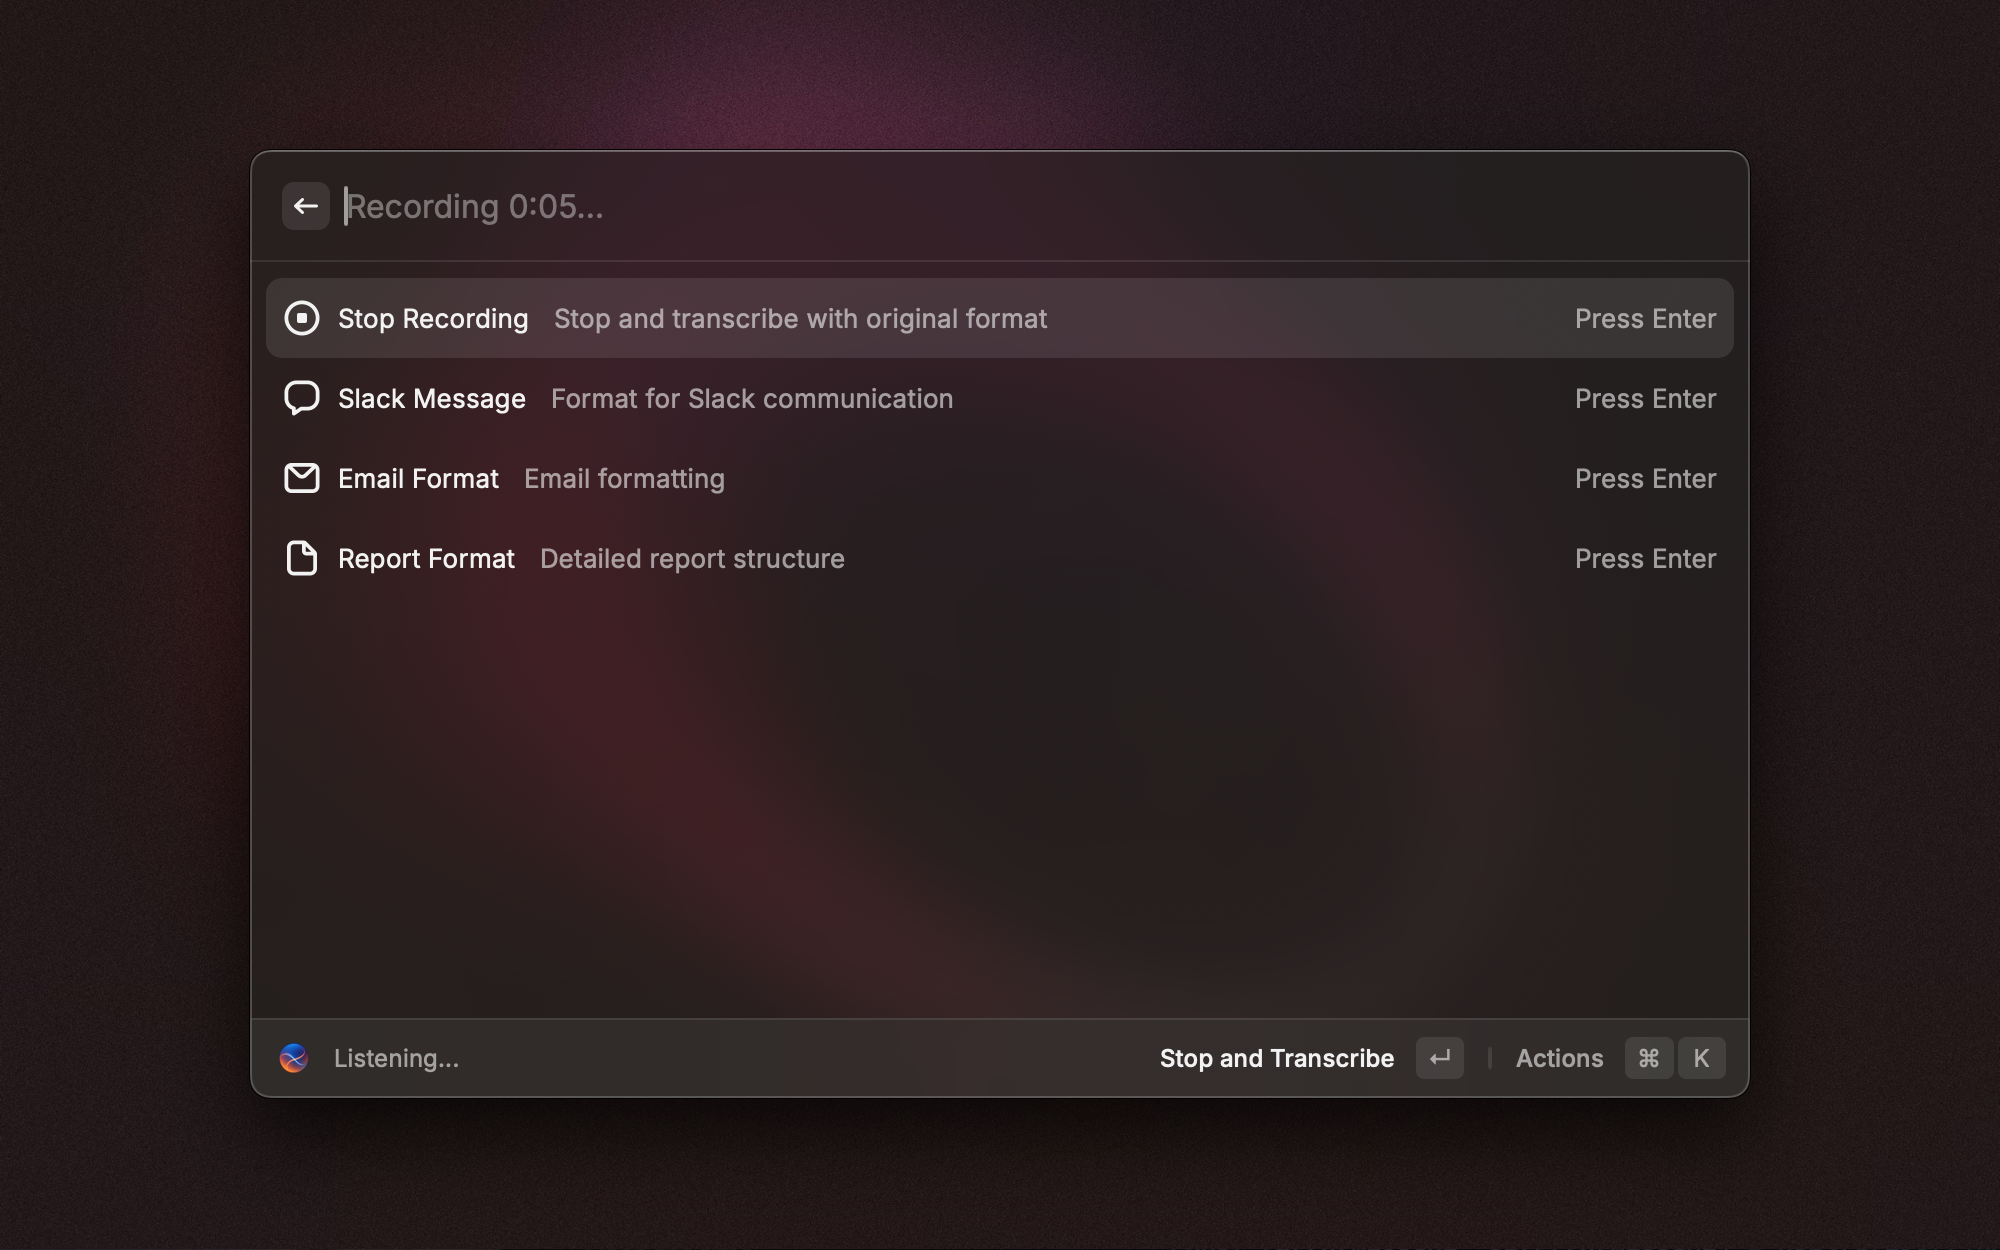 Recording 0:05...
Stop Recording Stop and transcribe with original format Press Enter
Slack Message Format for Slack communication Press Enter
Email Format Email formatting Press Enter
Report Format Detailed report structure Press Enter
Listening... Stop and Transcribe ↵ Actions ⌘ K